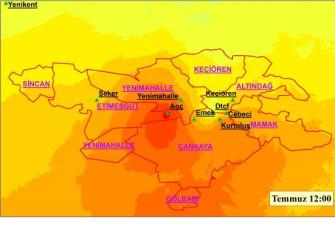 Yenikent
KEÇİÖREN
SİNCAN
YENİMAHALLE
ALTINDAĞ
Şeker
Yenimahalle
Keçiören
ETİMESGUT
Aoç
Dtcf
Emek
Cebeci
Kurtuluş
MAMAK
YENİMAHALLE
ÇANKAYA
GÖLBAŞI
Temmuz 12:00